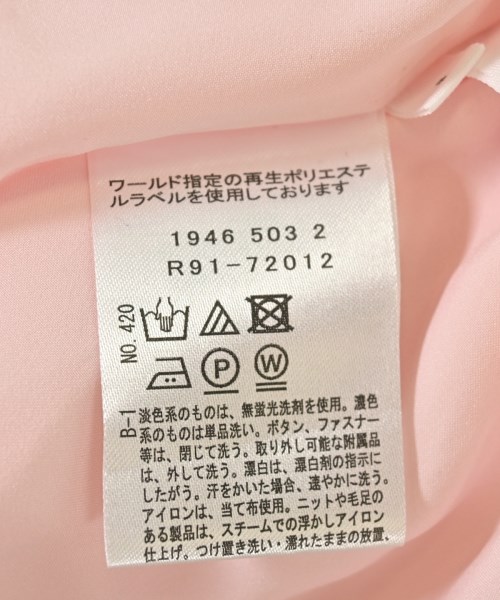 ワールド指定の再生ポリエステ
ルラベルを使用しております
1946 503 2
R91-72012
NO. 420
P W
B-1
淡色系のものは、無蛍光洗剤を使用。濃色
系のものは単品洗い。ボタン、ファスナー
等は、閉じて洗う。取り外し可能な附属品
は、外して洗う。漂白は、漂白剤の指示に
したがう。汗をかいた場合、速やかに洗う。
アイロンは、当て布使用。ニットや毛足の
ある製品は、スチームでの浮かしアイロン
仕上げ。つけ置き洗い・濡れたままの放置、